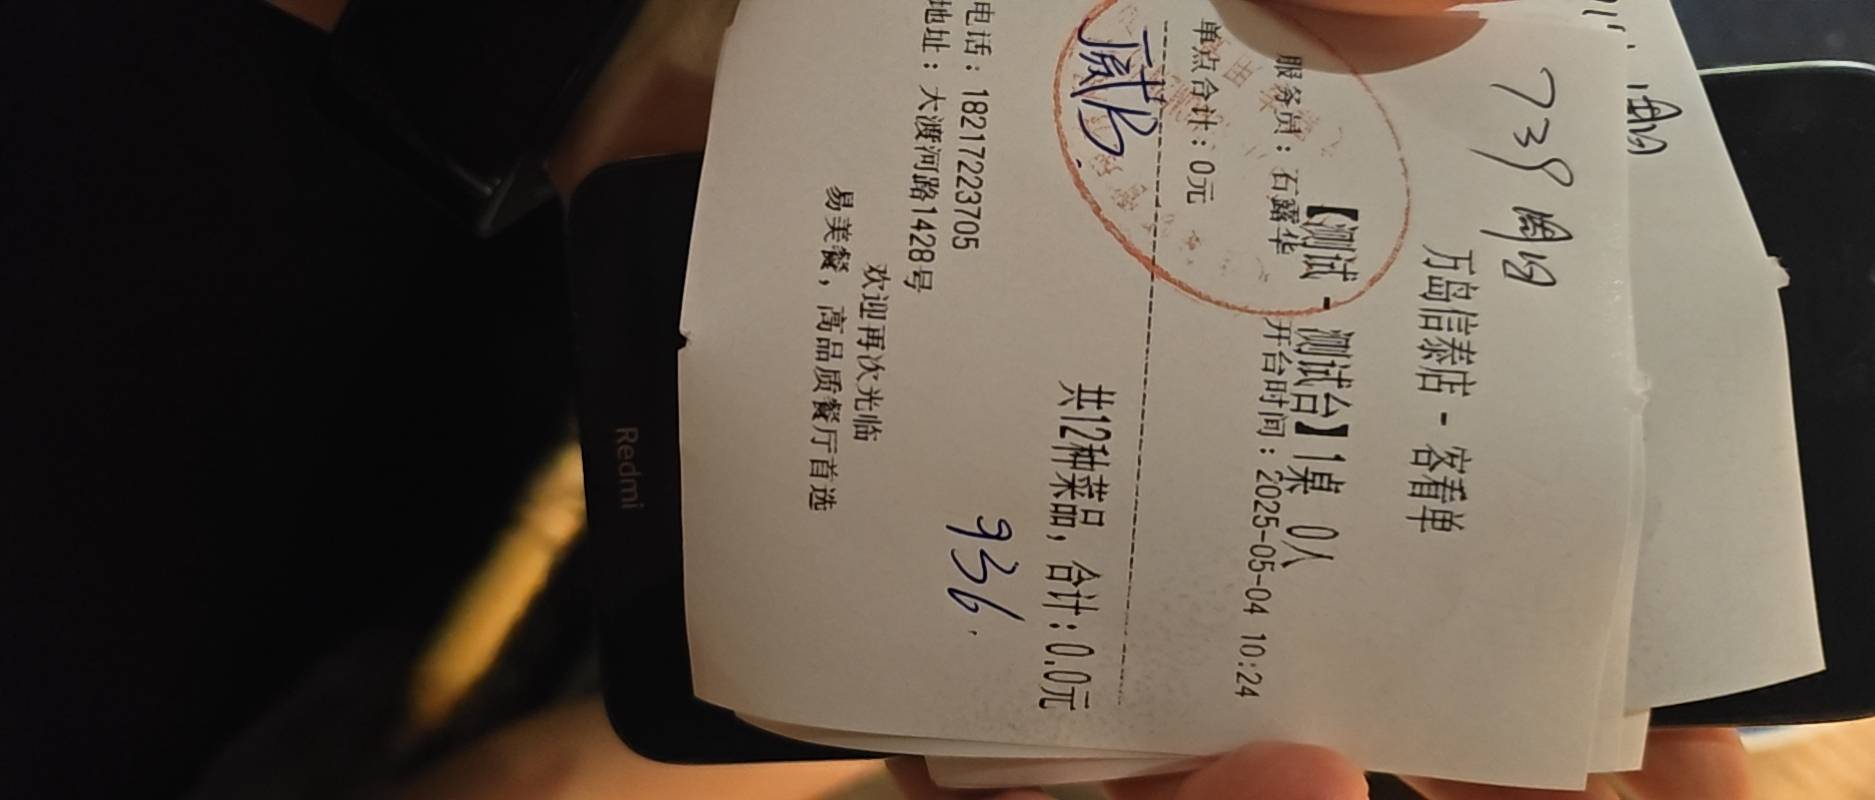 739
万岛信泰店 - 客看单
【测试 - 测试台】1桌 0人
服务员：石露华 开台时间：2025-05-04 10:24
单点合计：0元
共12种菜品，合计：0.0元
936.
电话：18217223705
地址：大渡河路1428号
欢迎再次光临
易美餐，高品质餐厅首选
Redmi